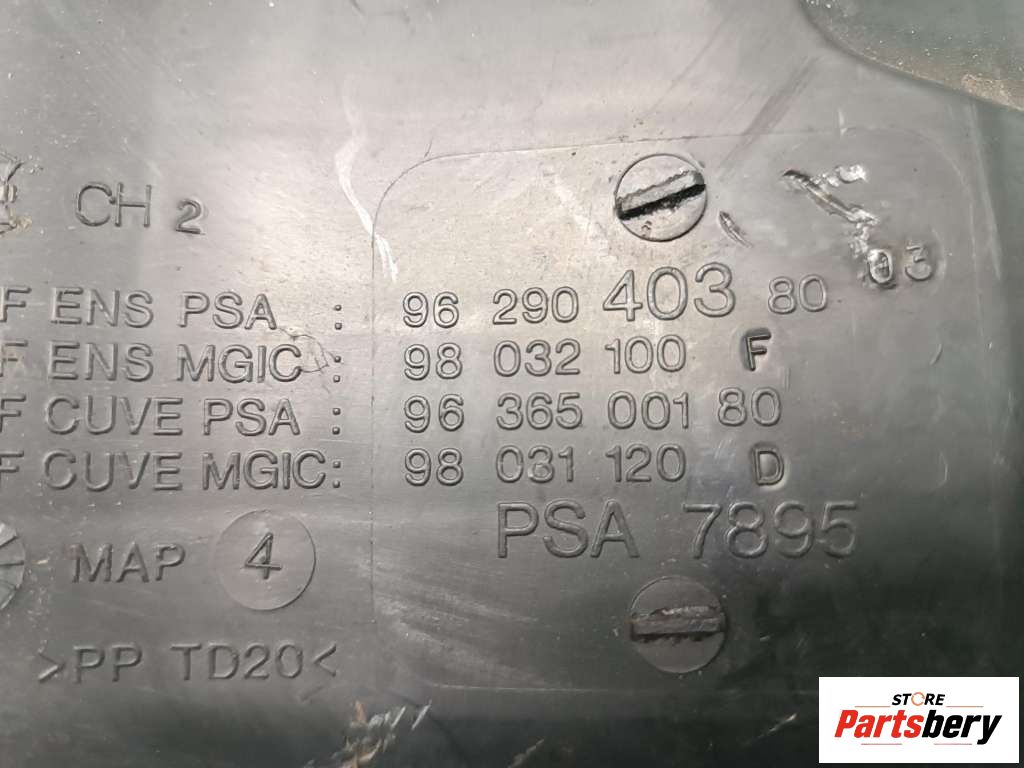 CH 2
03
F ENS PSA : 96 290 403 80
F ENS MGIC: 98 032 100 F
F CUVE PSA: 96 365 001 80
F CUVE MGIC: 98 031 120 D
PSA 7895
MAP 4
>PP TD20<
STORE
Partsbery